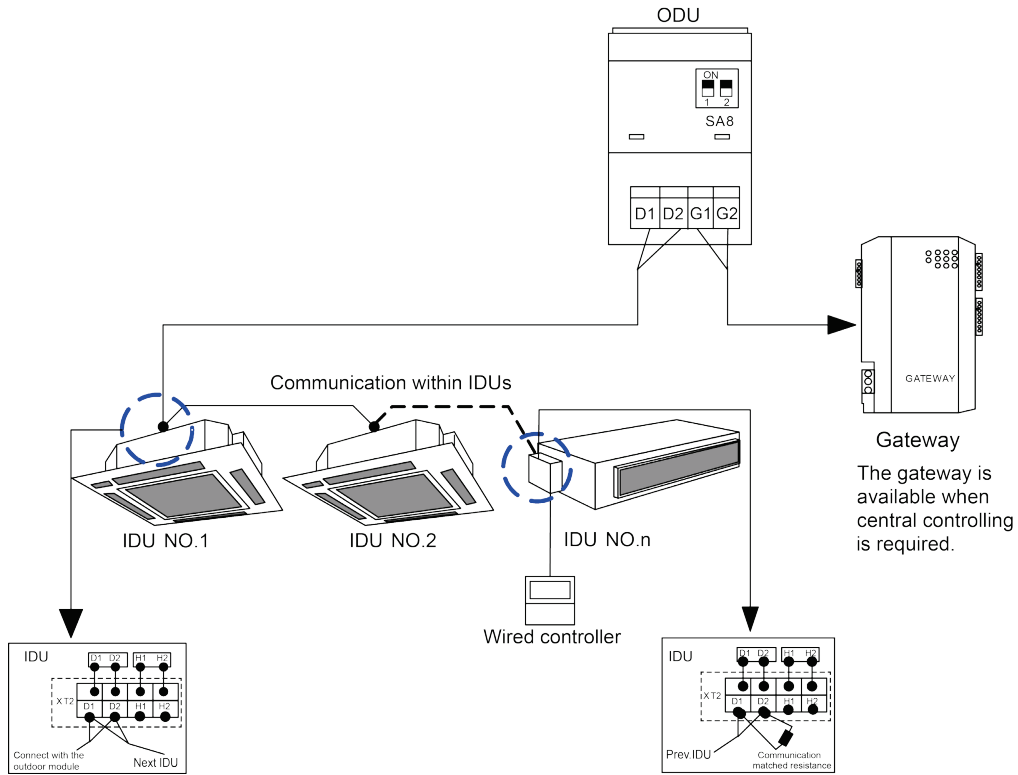 ODU
ON
1 2
SA8
D1 D2 G1 G2
GATEWAY
Gateway
The gateway is
available when
central controlling
is required.
Communication within IDUs
IDU NO.1
IDU NO.2
IDU NO.n
Wired controller
IDU
D1 D2 H1 H2
XT2
D1 D2 H1 H2
Connect with the
outdoor module
Next IDU
IDU
D1 D2 H1 H2
XT2
D1 D2 H1 H2
Prev.IDU
Communication
matched resistance